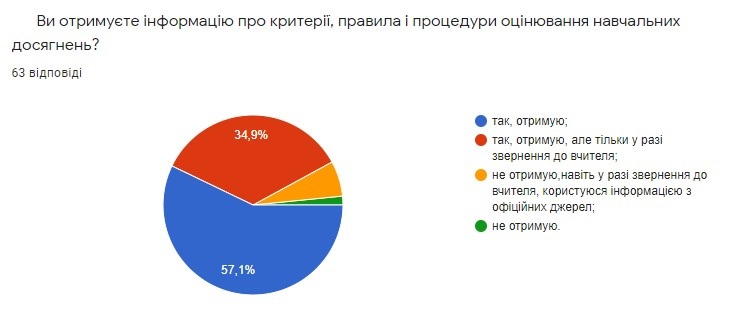 Ви отримуєте інформацію про критерії, правила і процедури оцінювання навчальних
досягнень?
63 відповіді
34,9%
57,1%
так, отримую;
так, отримую, але тільки у разі
звернення до вчителя;
не отримую,навіть у разі звернення до
вчителя, користуюся інформацією з
офіційних джерел;
не отримую.